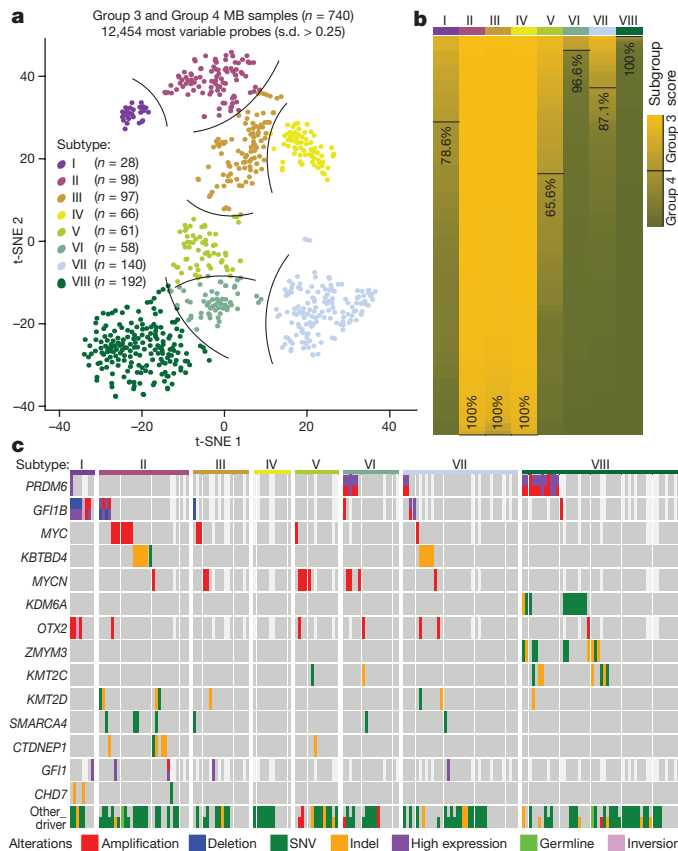 a
Group 3 and Group 4 MB samples (n = 740)
12,454 most variable probes (s.d. > 0.25)
40
20
0
−20
−40
t-SNE 2
Subtype:
I (n = 28)
II (n = 98)
III (n = 97)
IV (n = 66)
V (n = 61)
VI (n = 58)
VII (n = 140)
VIII (n = 192)
−40 −20 0 20 40
t-SNE 1
b
I II III IV V VI VII VIII
78.6%
100%
100%
100%
65.6%
96.6%
87.1%
100%
Subgroup score
Group 4 Group 3
c
Subtype: I II III IV V VI VII VIII
PRDM6
GFI1B
MYC
KBTBD4
MYCN
KDM6A
OTX2
ZMYM3
KMT2C
KMT2D
SMARCA4
CTDNEP1
GFI1
CHD7
Other_
driver
Alterations Amplification Deletion SNV Indel High expression Germline Inversion